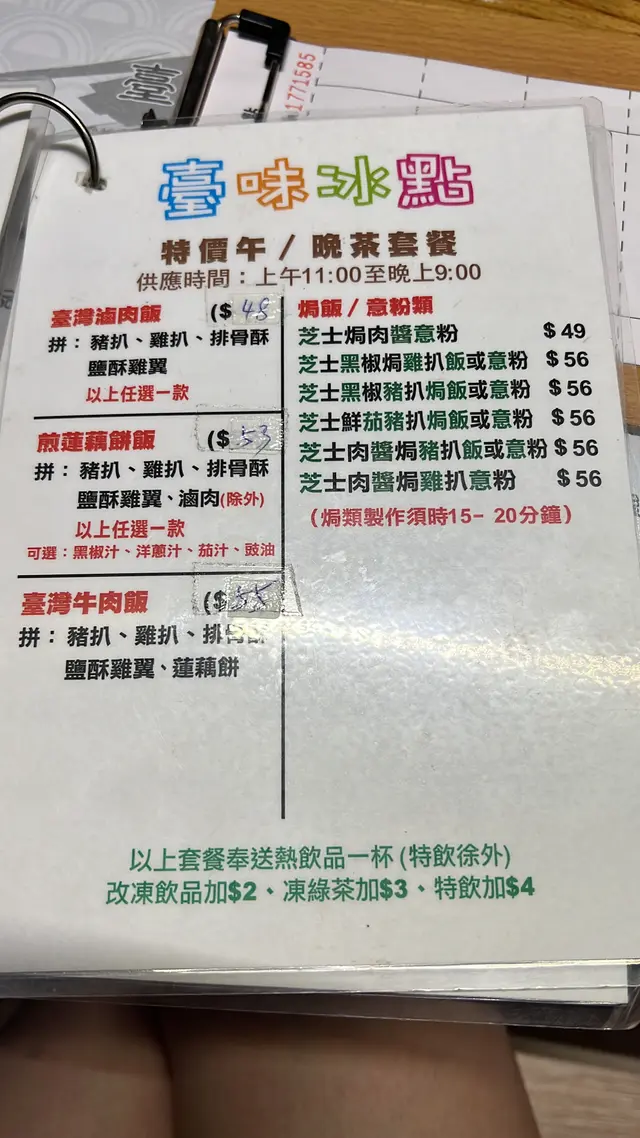 臺
1771585
臺味冰點
特價午 / 晚茶套餐
供應時間：上午11:00至晚上9:00
臺灣滷肉飯 ($ 48
拼：豬扒、雞扒、排骨酥
鹽酥雞翼
以上任選一款
煎蓮藕餅飯 ($ 53
拼：豬扒、雞扒、排骨酥
鹽酥雞翼、滷肉(除外)
以上任選一款
可選：黑椒汁、洋蔥汁、茄汁、豉油
臺灣牛肉飯 ($ 55
拼：豬扒、雞扒、排骨酥
鹽酥雞翼、蓮藕餅
焗飯 / 意粉類
芝士焗肉醬意粉 $ 49
芝士黑椒焗雞扒飯或意粉 $ 56
芝士黑椒豬扒焗飯或意粉 $ 56
芝士鮮茄豬扒焗飯或意粉 $ 56
芝士肉醬焗豬扒飯或意粉 $ 56
芝士肉醬焗雞扒意粉 $ 56
（焗類製作須時15- 20分鐘）
以上套餐奉送熱飲品一杯 (特飲徐外)
改凍飲品加$2、凍綠茶加$3、特飲加$4